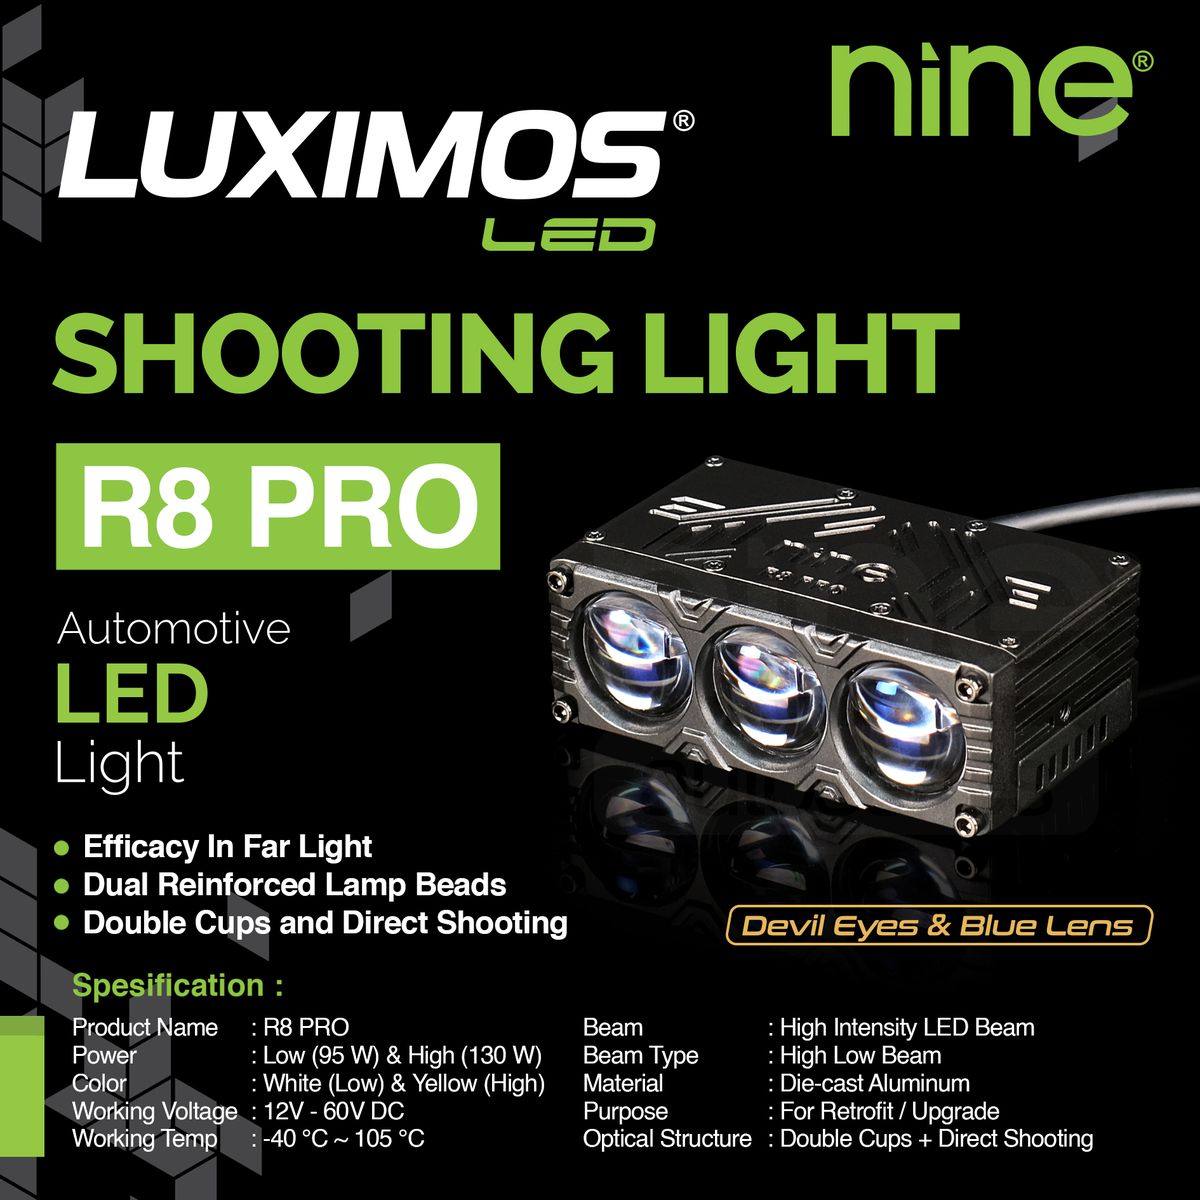 nine®
LUXIMOS®
LED
SHOOTING LIGHT
R8 PRO
nine
R8 PRO
Automotive
LED
Light
• Efficacy In Far Light
• Dual Reinforced Lamp Beads
• Double Cups and Direct Shooting
Devil Eyes & Blue Lens
Spesification :
Product Name : R8 PRO
Power : Low (95 W) & High (130 W)
Color : White (Low) & Yellow (High)
Working Voltage : 12V - 60V DC
Working Temp : -40 °C ~ 105 °C
Beam : High Intensity LED Beam
Beam Type : High Low Beam
Material : Die-cast Aluminum
Purpose : For Retrofit / Upgrade
Optical Structure : Double Cups + Direct Shooting